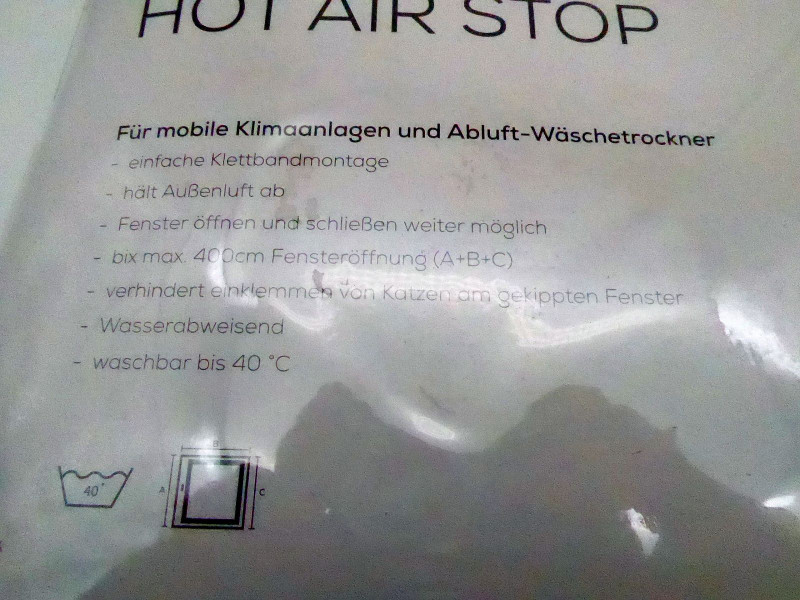 HOT AIR STOP
Für mobile Klimaanlagen und Abluft-Wäschetrockner
- einfache Klettbandmontage
- hält Außenluft ab
- Fenster öffnen und schließen weiter möglich
- bix max. 400cm Fensteröffnung (A+B+C)
- verhindert einklemmen von Katzen am gekippten Fenster
- Wasserabweisend
- waschbar bis 40 °C
B
40° A C